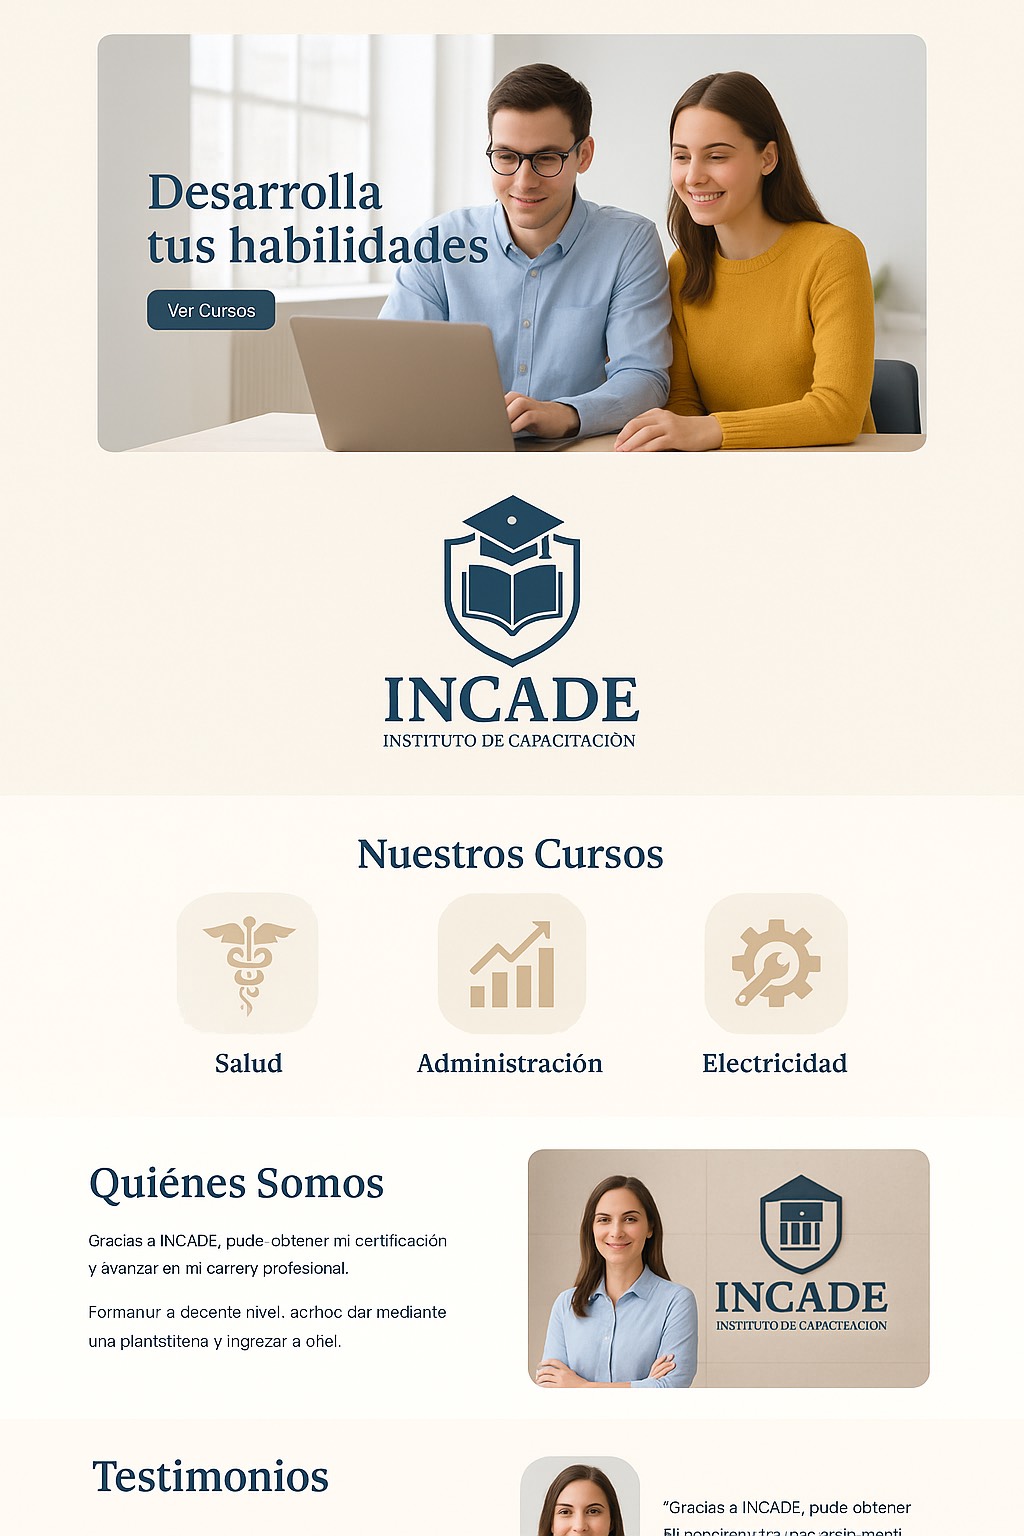 Desarrolla
tus habilidades
Ver Cursos
INCADE
INSTITUTO DE CAPACITACIÒN
Nuestros Cursos
Salud
Administración
Electricidad
Quiénes Somos
Gracias a INCADE, pude-obtener mi certificación
y àvanzar en mi carrery profesional.
Formanur a decente nivel. acrhoc dar mediante
una plantstitena y ingrezar a
INCADE
INSTITUTO DE CAPACTEACION
Testimonios
“Gracias a INCADE, pude obtener